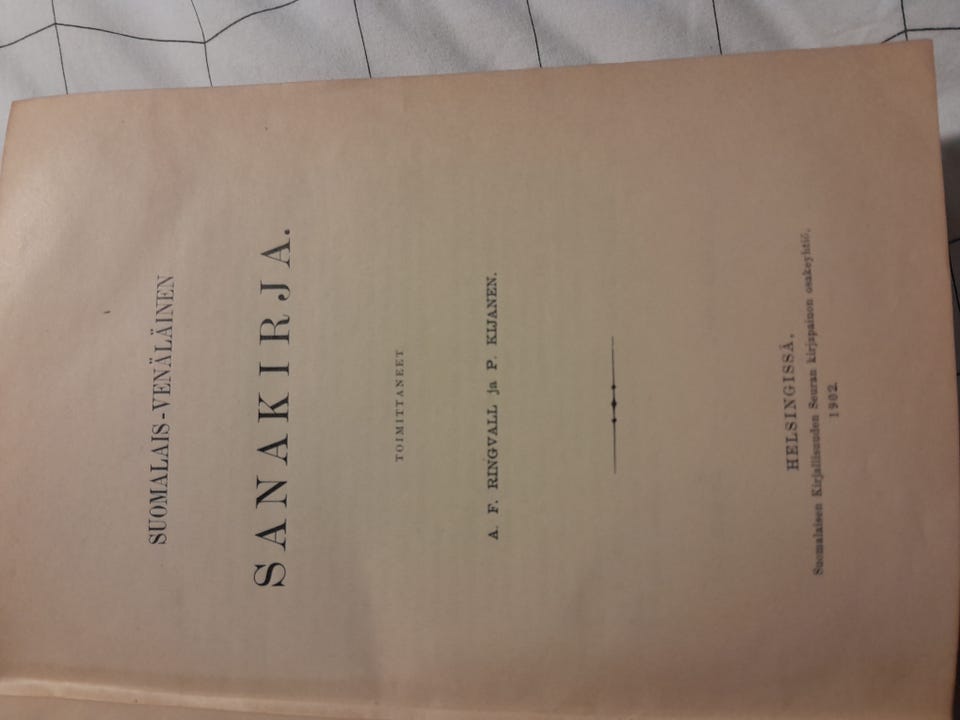 SUOMALAIS-VENÄLÄINEN
SANAKIRJA.
TOIMITTANEET
A. F. RINGVALL ja P. KIJANEN.
HELSINGISSÄ,
Suomalaisen Kirjallisuuden Seuran kirjapainon osakeyhtiö,
1902.